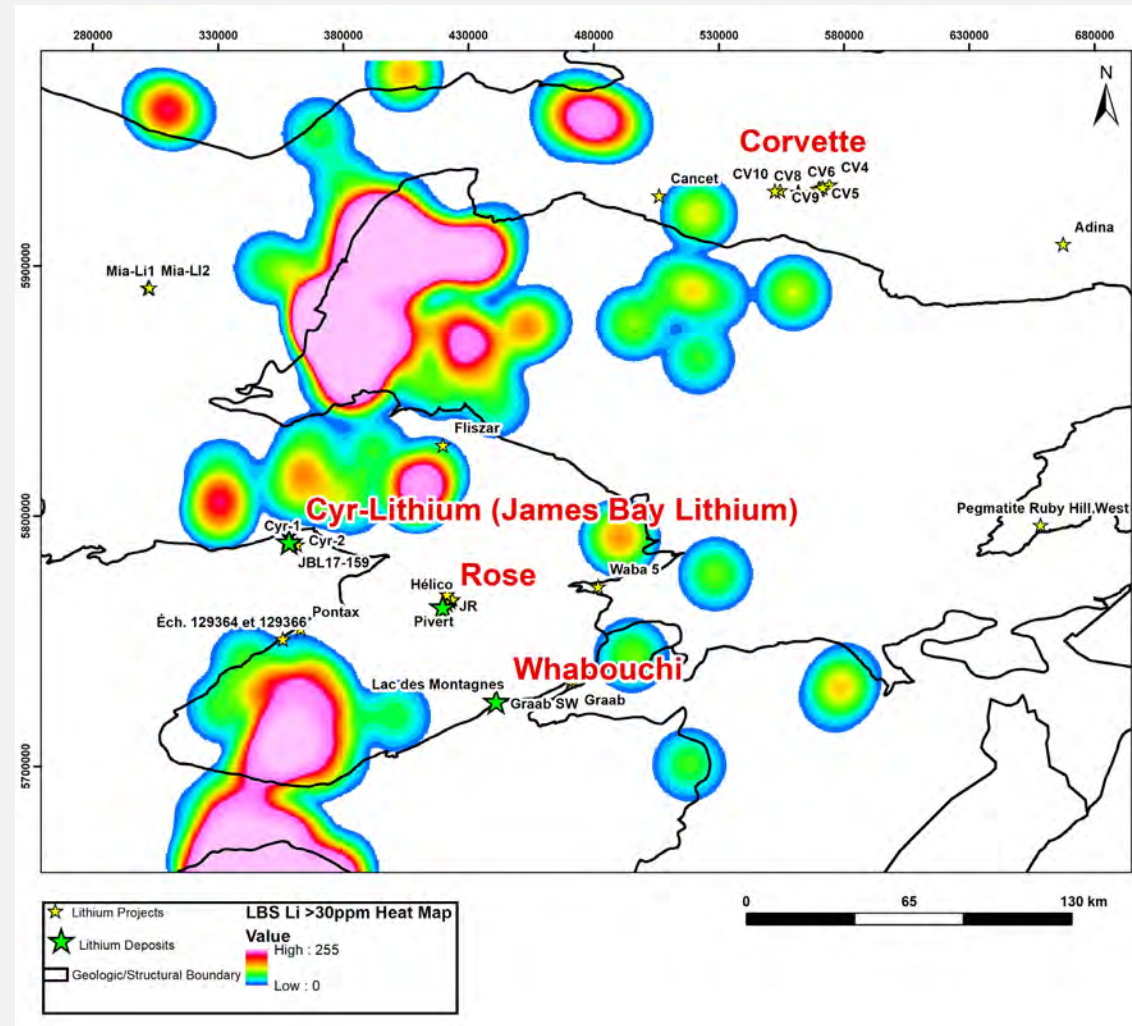 280000 330000 380000 430000 480000 530000 580000 630000 680000
N
Corvette
CV10 CV8 CV6 CV4
Cancet
CV9 CV5
Adina
5900000
Mia-Li1 Mia-LI2
Fliszar
Cyr-Lithium (James Bay Lithium)
5800000
Pegmatite Ruby Hill West
Cyr-1
Cyr-2
JBL17-159
Waba 5
Rose
Hélico
JR
Pivert
Pontax
Éch. 129364 et 129366
Whabouchi
Lac des Montagnes
Graab SW Graab
5700000
Lithium Projects
Lithium Deposits
Geologic/Structural Boundary
LBS Li >30ppm Heat Map
Value
High : 255
Low : 0
0 65 130 km